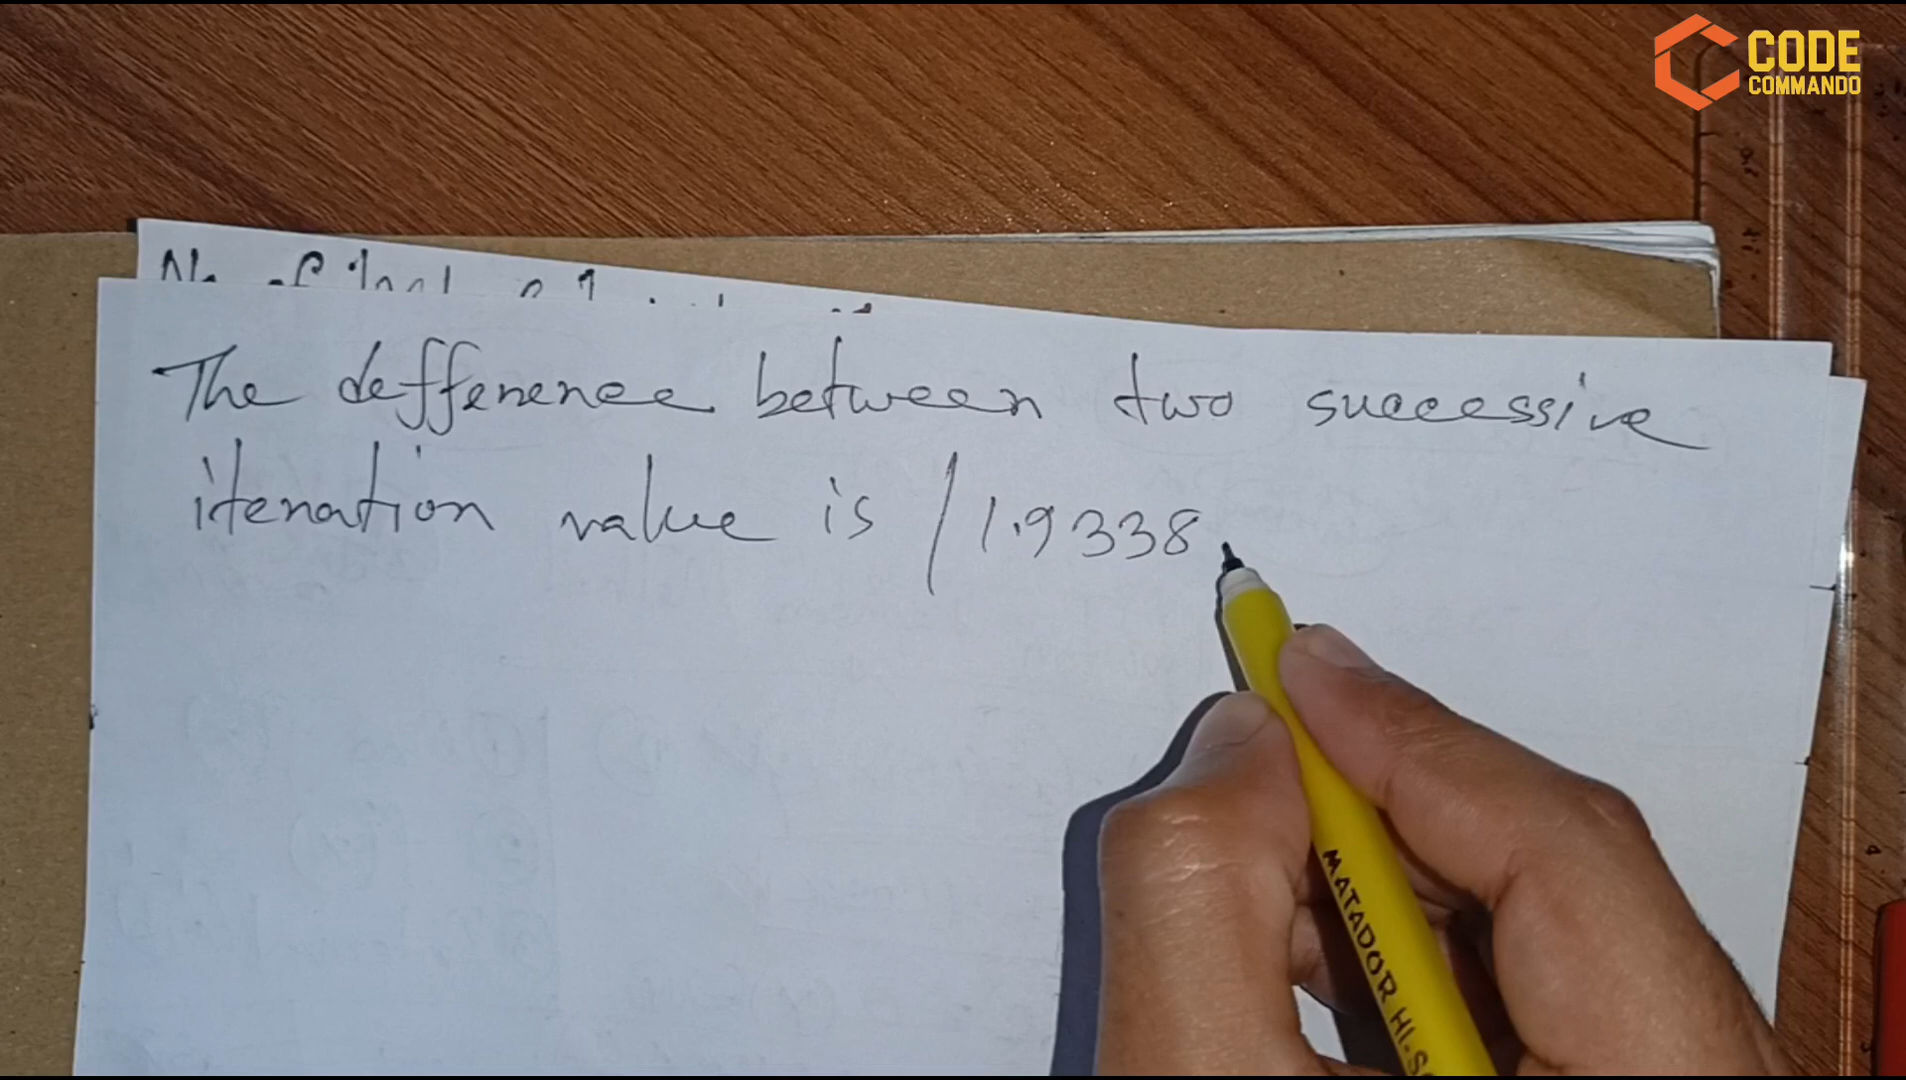 CODE
COMMANDO
The defference between two successive
iteration value is |1.9338
MATADOR HI-S